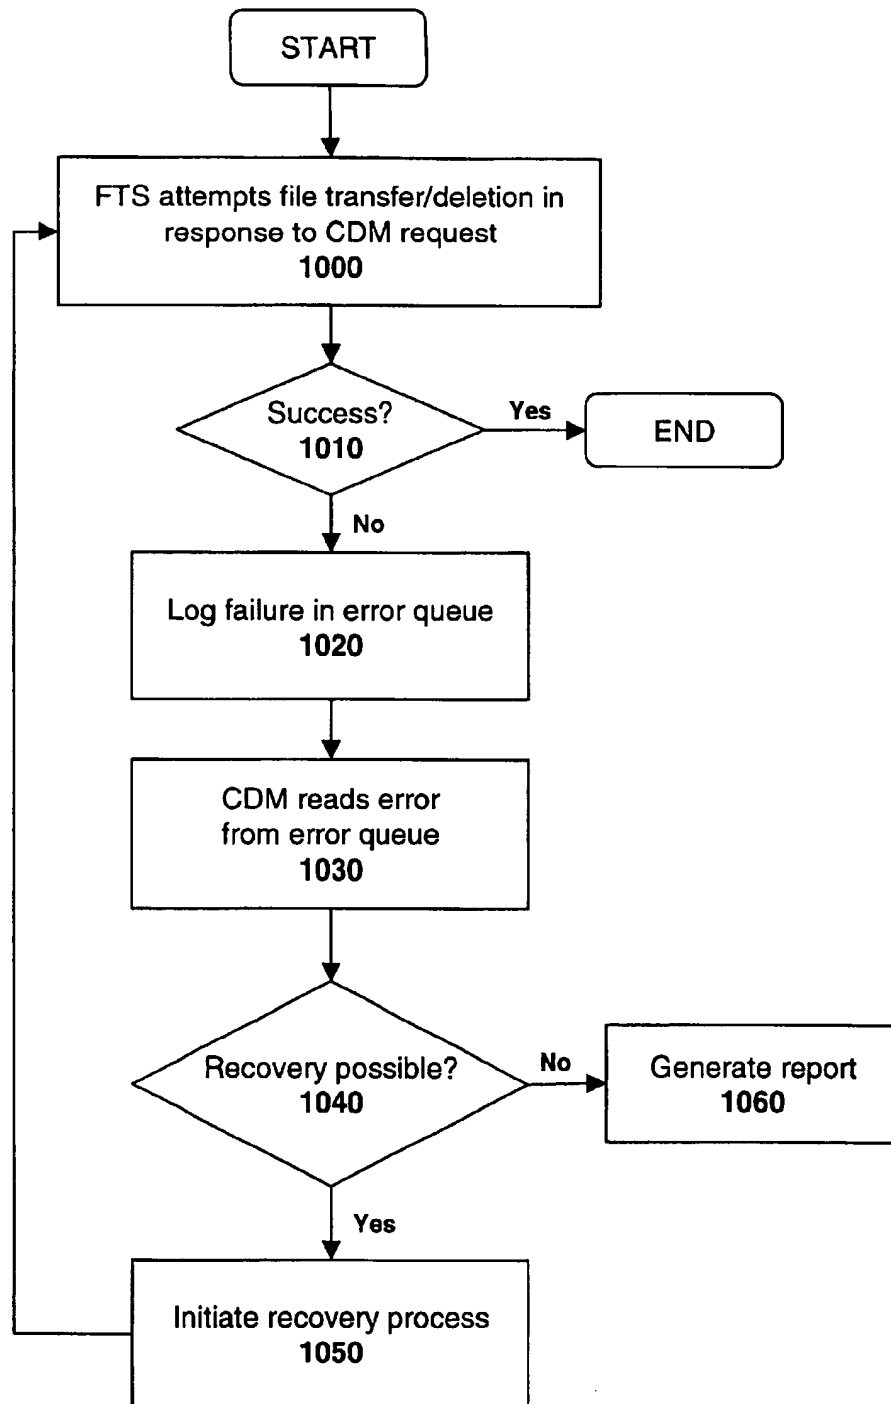 START
FTS attempts file transfer/deletion in
response to CDM request
1000
Success?
1010
Yes
END
No
Log failure in error queue
1020
CDM reads error
from error queue
1030
Recovery possible?
1040
No
Generate report
1060
Yes
Initiate recovery process
1050